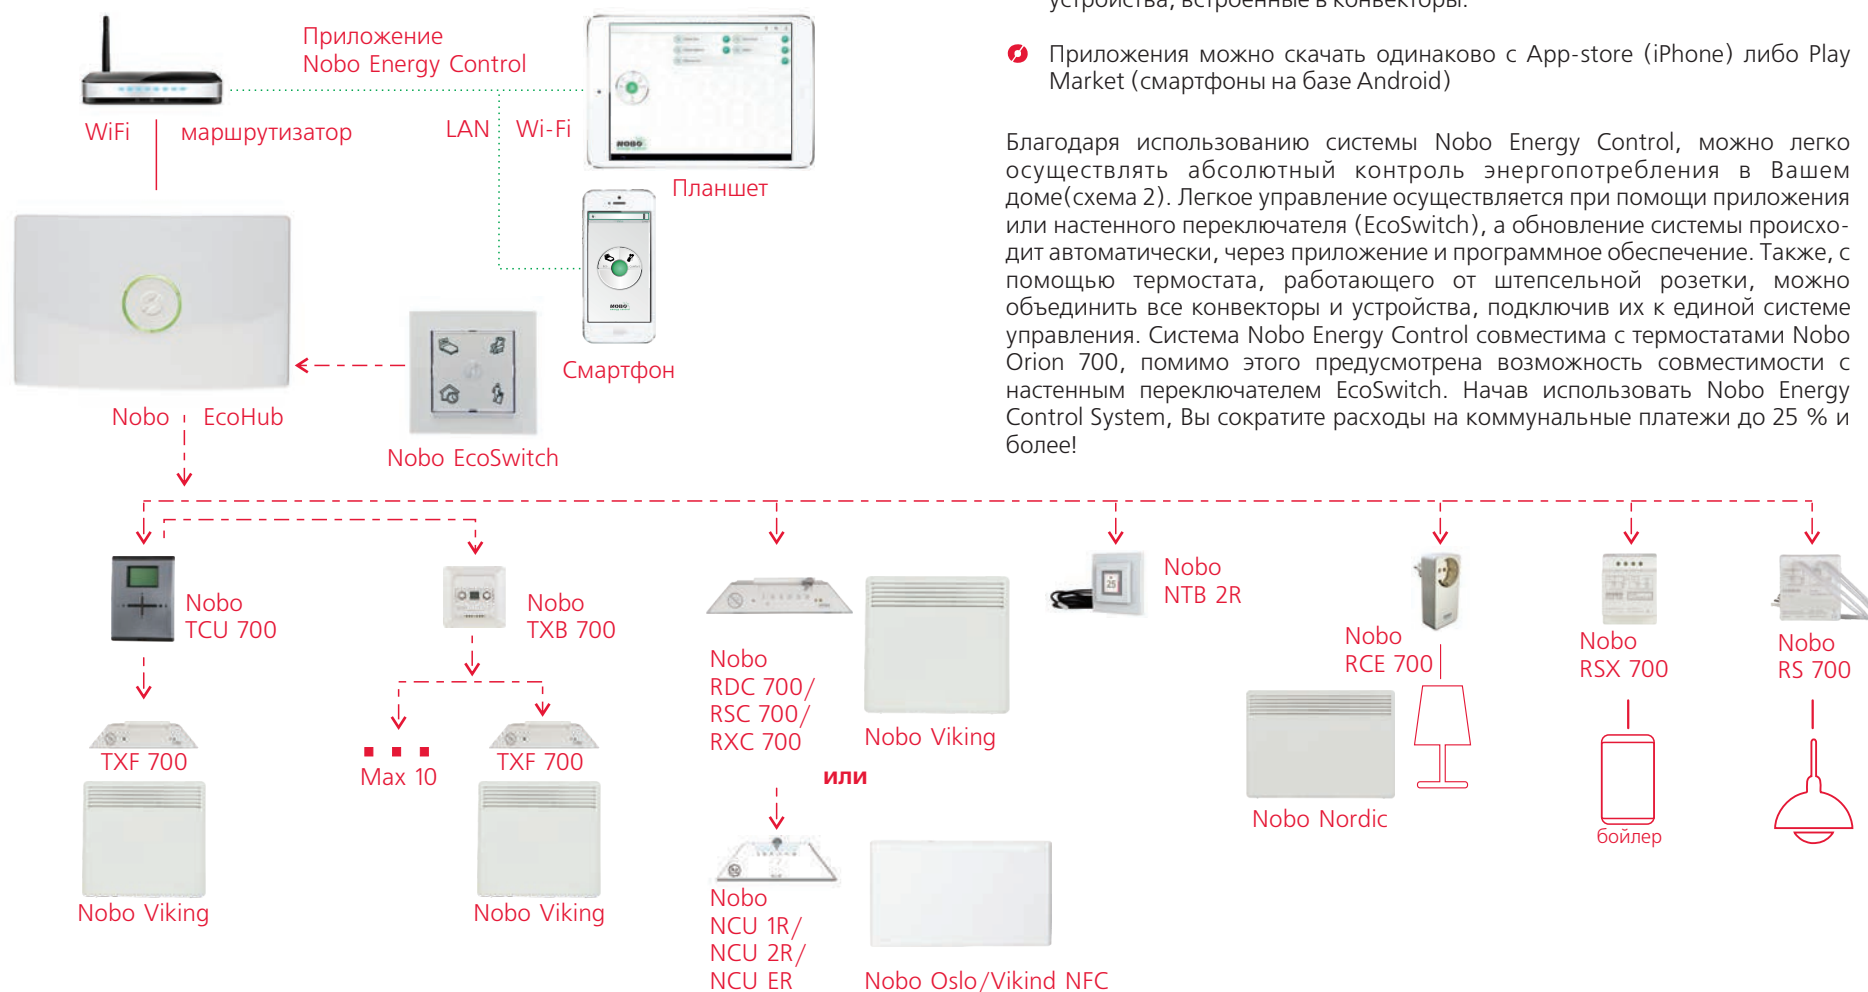 устройства, встроенные в конвекторы.
Приложения можно скачать одинаково с App-store (iPhone) либо Play
Market (смартфоны на базе Android)
Благодаря использованию системы Nobo Energy Control, можно легко
осуществлять абсолютный контроль энергопотребления в Вашем
доме(схема 2). Легкое управление осуществляется при помощи приложения
или настенного переключателя (EcoSwitch), а обновление системы происхо-
дит автоматически, через приложение и программное обеспечение. Также, с
помощью термостата, работающего от штепсельной розетки, можно
объединить все конвекторы и устройства, подключив их к единой системе
управления. Система Nobo Energy Control совместима с термостатами Nobo
Orion 700, помимо этого предусмотрена возможность совместимости с
настенным переключателем EcoSwitch. Начав использовать Nobo Energy
Control System, Вы сократите расходы на коммунальные платежи до 25 % и
более!
Приложение
Nobo Energy Control
WiFi маршрутизатор
LAN Wi-Fi
NOBO
Планшет
NOBO
Смартфон
Nobo EcoHub
Nobo EcoSwitch
Nobo
TCU 700
Nobo
TXB 700
Nobo
RDC 700/
RSC 700/
RXC 700
Nobo Viking
25
Nobo
NTB 2R
Nobo
RCE 700
Nobo
RSX 700
Nobo
RS 700
TXF 700
Max 10
TXF 700
или
Nobo Nordic
бойлер
Nobo Viking
Nobo Viking
Nobo
NCU 1R/
NCU 2R/
NCU ER
Nobo Oslo/Vikind NFC